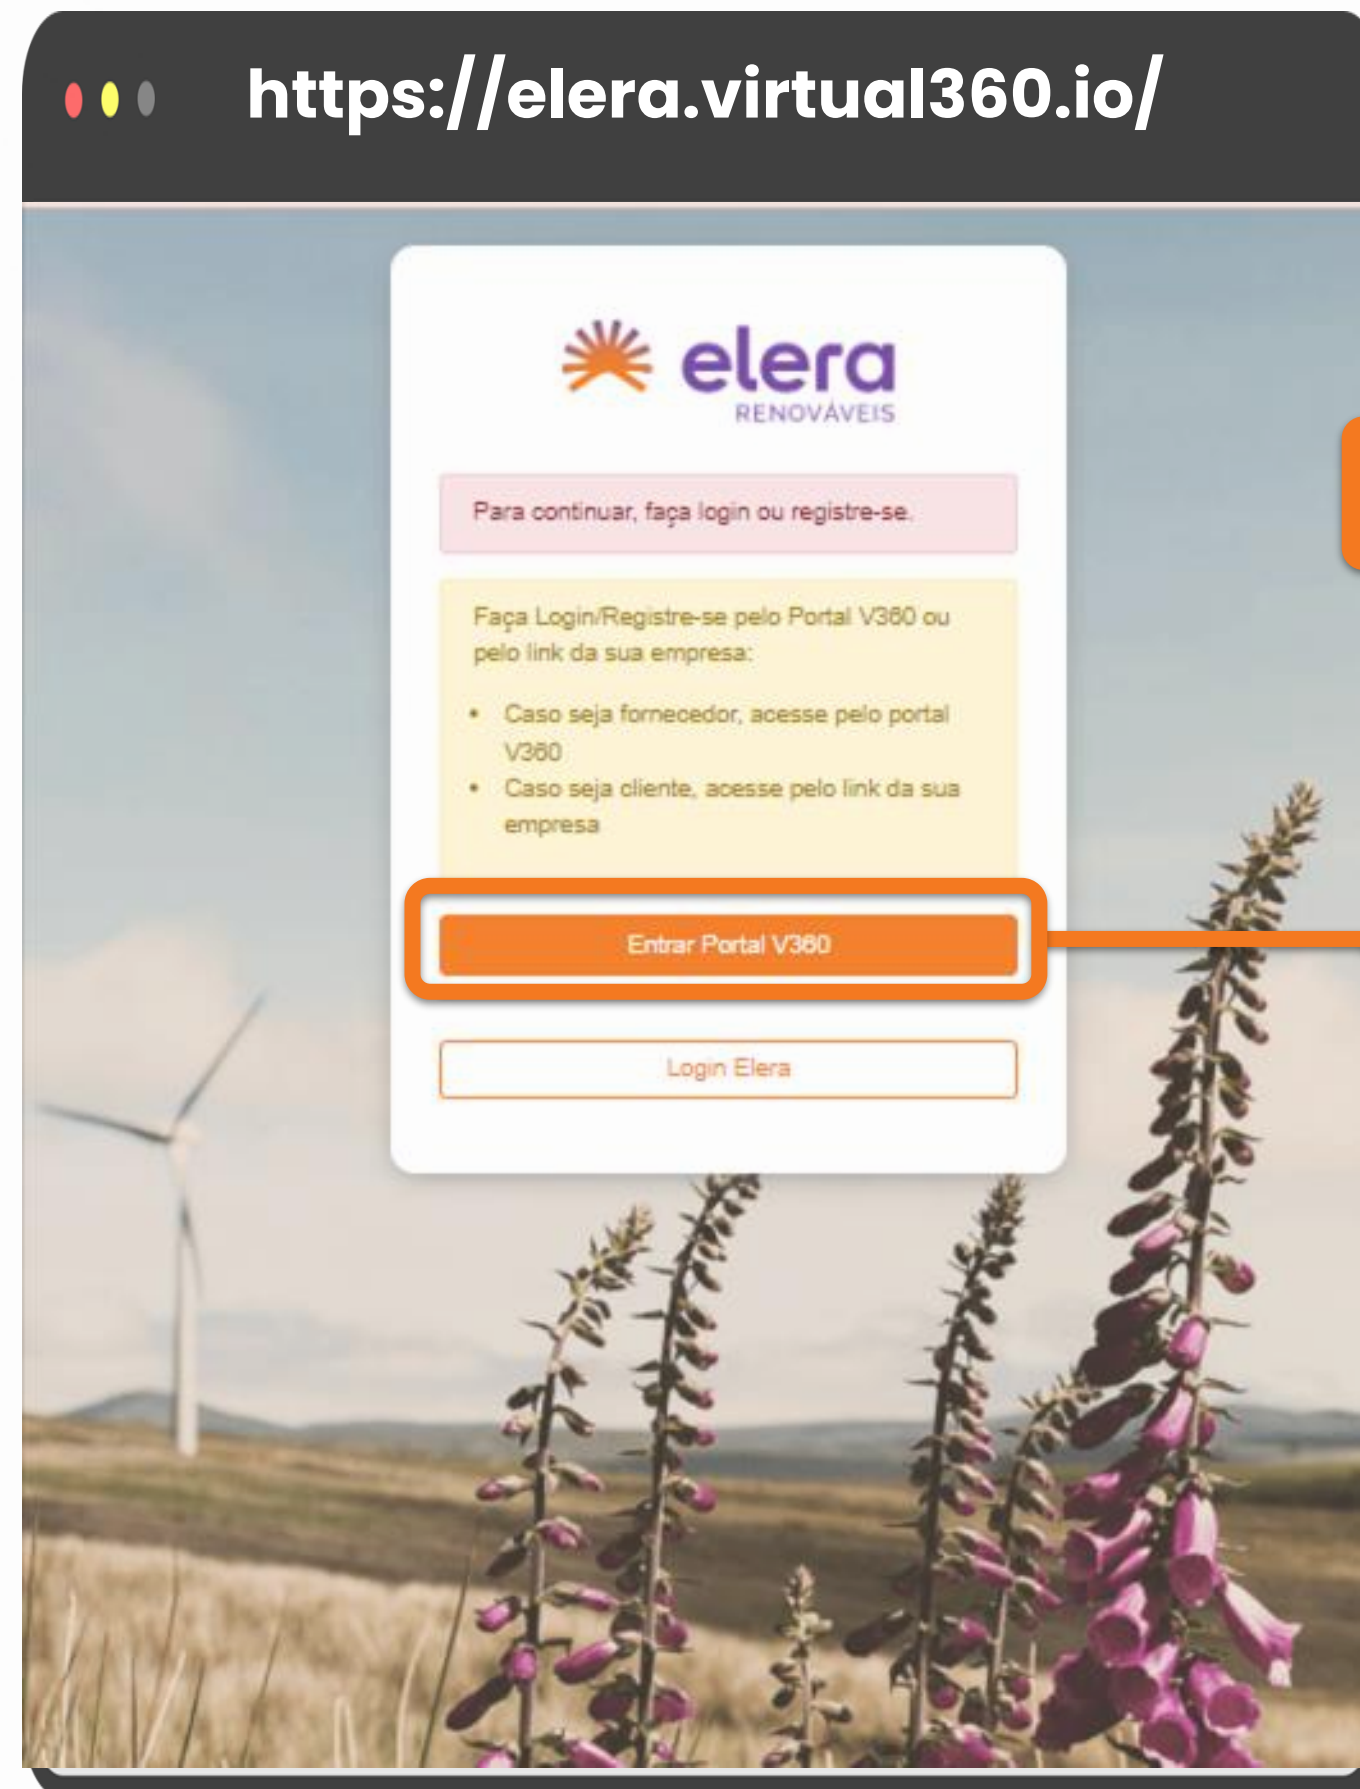 https://elera.virtual360.io/
elera
RENOVÁVEIS
Para continuar, faça login ou registre-se.
Faça Login/Registre-se pelo Portal V360 ou
pelo link da sua empresa:
• Caso seja fornecedor, acesse pelo portal
V360
• Caso seja cliente, acesse pelo link da sua
empresa
Entrar Portal V360
Login Elera